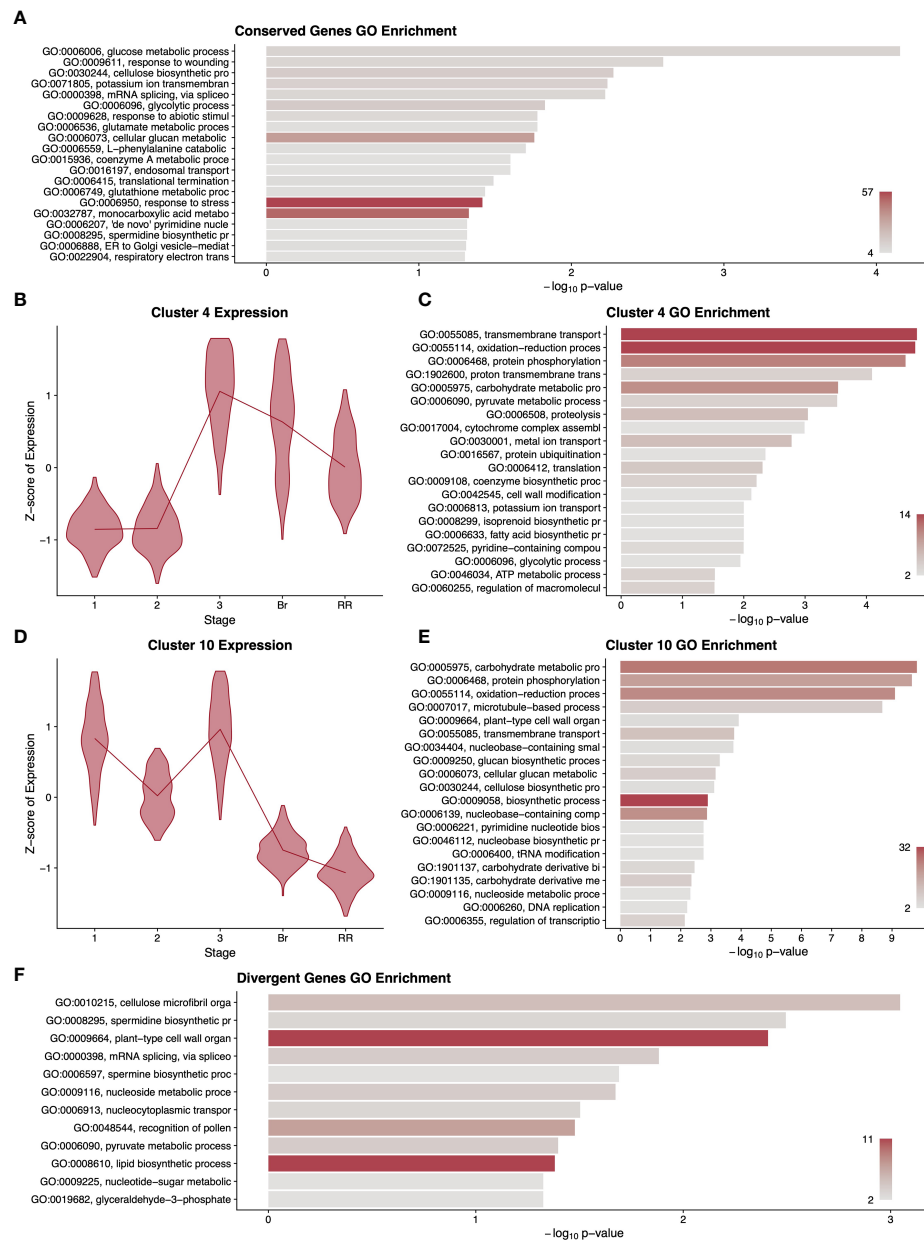 A
Conserved Genes GO Enrichment
GO:0006006, glucose metabolic process
GO:0009611, response to wounding
GO:0030244, cellulose biosynthetic pro
GO:0071805, potassium ion transmembran
GO:0000398, mRNA splicing, via spliceo
GO:0006096, glycolytic process
GO:0009628, response to abiotic stimul
GO:0006536, glutamate metabolic proces
GO:0006073, cellular glucan metabolic
GO:0006559, L−phenylalanine catabolic
GO:0015936, coenzyme A metabolic proce
GO:0016197, endosomal transport
GO:0006415, translational termination
GO:0006749, glutathione metabolic proc
GO:0006950, response to stress
GO:0032787, monocarboxylic acid metabo
GO:0006207, 'de novo' pyrimidine nucle
GO:0008295, spermidine biosynthetic pr
GO:0006888, ER to Golgi vesicle−mediat
GO:0022904, respiratory electron trans
57
4
0 1 2 3 4
−log10 p−value
B
Cluster 4 Expression
Z−score of Expression
1
0
−1
1 2 3 Br RR
Stage
C
Cluster 4 GO Enrichment
GO:0055085, transmembrane transport
GO:0055114, oxidation−reduction proces
GO:0006468, protein phosphorylation
GO:1902600, proton transmembrane trans
GO:0005975, carbohydrate metabolic pro
GO:0006090, pyruvate metabolic process
GO:0006508, proteolysis
GO:0017004, cytochrome complex assembl
GO:0030001, metal ion transport
GO:0016567, protein ubiquitination
GO:0006412, translation
GO:0009108, coenzyme biosynthetic proc
GO:0042545, cell wall modification
GO:0006813, potassium ion transport
GO:0008299, isoprenoid biosynthetic pr
GO:0006633, fatty acid biosynthetic pr
GO:0072525, pyridine−containing compou
GO:0006096, glycolytic process
GO:0046034, ATP metabolic process
GO:0060255, regulation of macromolecul
14
2
0 1 2 3 4
−log10 p−value
D
Cluster 10 Expression
Z−score of Expression
1
0
−1
1 2 3 Br RR
Stage
E
Cluster 10 GO Enrichment
GO:0005975, carbohydrate metabolic pro
GO:0006468, protein phosphorylation
GO:0055114, oxidation−reduction proces
GO:0007017, microtubule−based process
GO:0009664, plant−type cell wall organ
GO:0055085, transmembrane transport
GO:0034404, nucleobase−containing smal
GO:0009250, glucan biosynthetic proces
GO:0006073, cellular glucan metabolic
GO:0030244, cellulose biosynthetic pro
GO:0009058, biosynthetic process
GO:0006139, nucleobase−containing comp
GO:0006221, pyrimidine nucleotide bios
GO:0046112, nucleobase biosynthetic pr
GO:0006400, tRNA modification
GO:1901137, carbohydrate derivative bi
GO:1901135, carbohydrate derivative me
GO:0009116, nucleoside metabolic proce
GO:0006260, DNA replication
GO:0006355, regulation of transcriptio
32
2
0 1 2 3 4 5 6 7 8 9
−log10 p−value
F
Divergent Genes GO Enrichment
GO:0010215, cellulose microfibril orga
GO:0008295, spermidine biosynthetic pr
GO:0009664, plant−type cell wall organ
GO:0000398, mRNA splicing, via spliceo
GO:0006597, spermine biosynthetic proc
GO:0009116, nucleoside metabolic proce
GO:0006913, nucleocytoplasmic transpor
GO:0048544, recognition of pollen
GO:0006090, pyruvate metabolic process
GO:0008610, lipid biosynthetic process
GO:0009225, nucleotide−sugar metabolic
GO:0019682, glyceraldehyde−3−phosphate
11
2
0 1 2 3
−log10 p−value